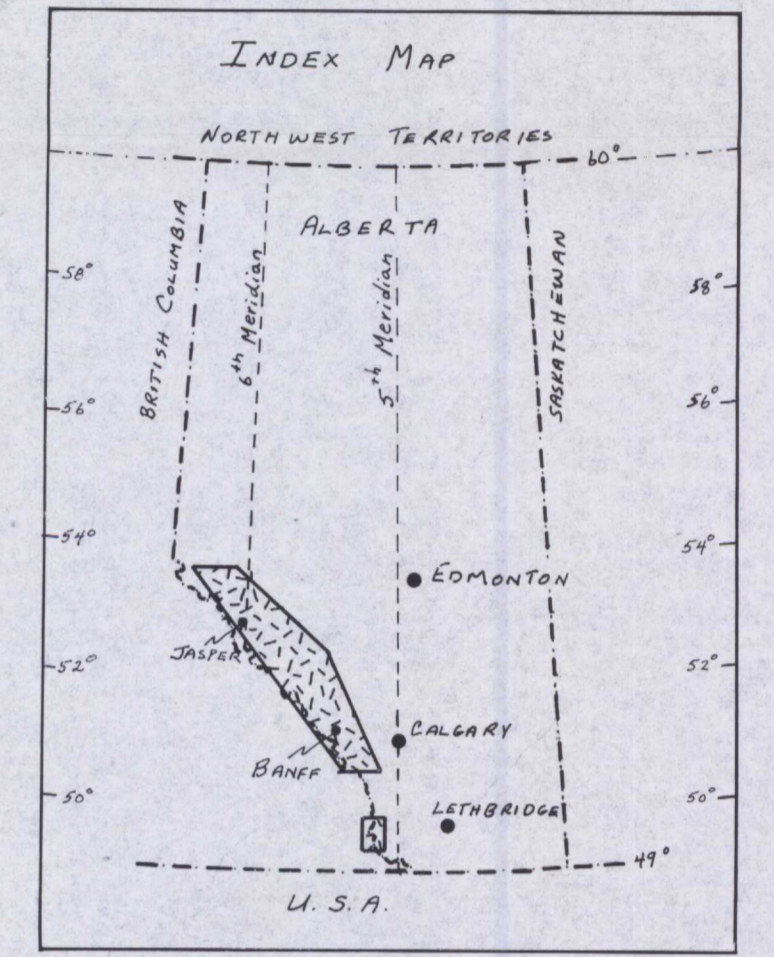 INDEX MAP
NORTHWEST TERRITORIES
60°
ALBERTA
BRITISH COLUMBIA
6th Meridian
5th Meridian
SASKATCHEWAN
58°
58°
56°
56°
54°
54°
EDMONTON
JASPER
52°
52°
CALGARY
BANFF
50°
50°
LETHBRIDGE
49°
U.S.A.